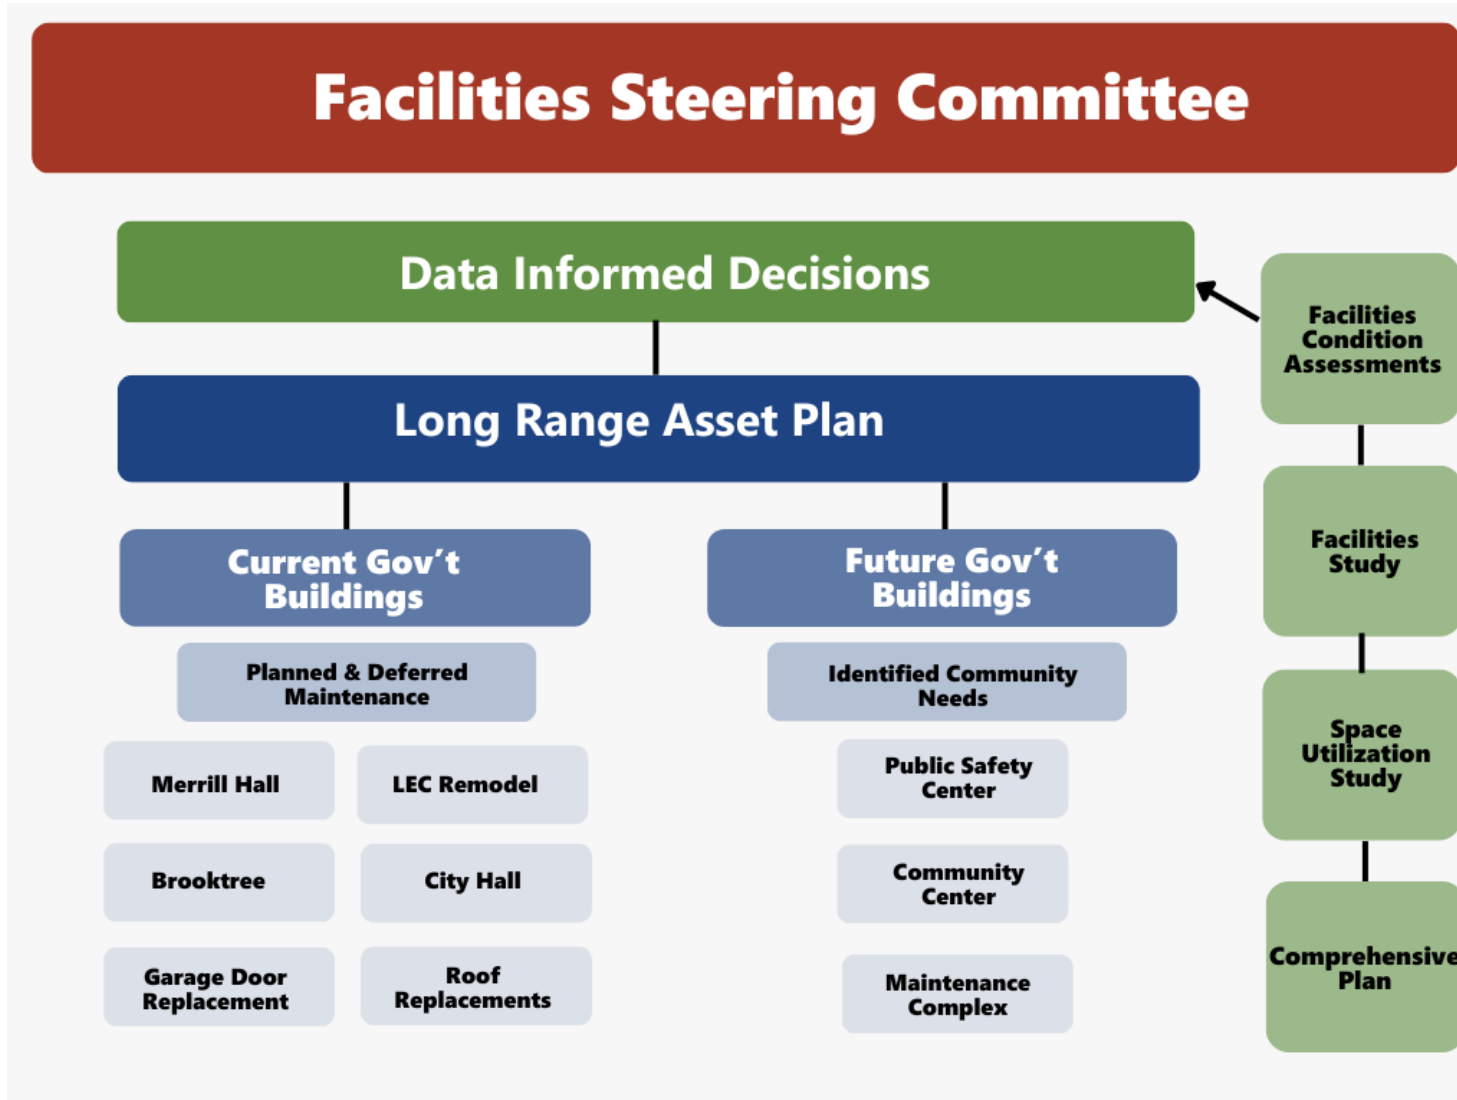 Facilities Steering Committee
Data Informed Decisions
Long Range Asset Plan
Current Gov't
Buildings
Planned & Deferred
Maintenance
Merrill Hall
LEC Remodel
Brooktree
City Hall
Garage Door
Replacement
Roof
Replacements
Future Gov't
Buildings
Identified Community
Needs
Public Safety
Center
Community
Center
Maintenance
Complex
Facilities
Condition
Assessments
Facilities
Study
Space
Utilization
Study
Comprehensive
Plan